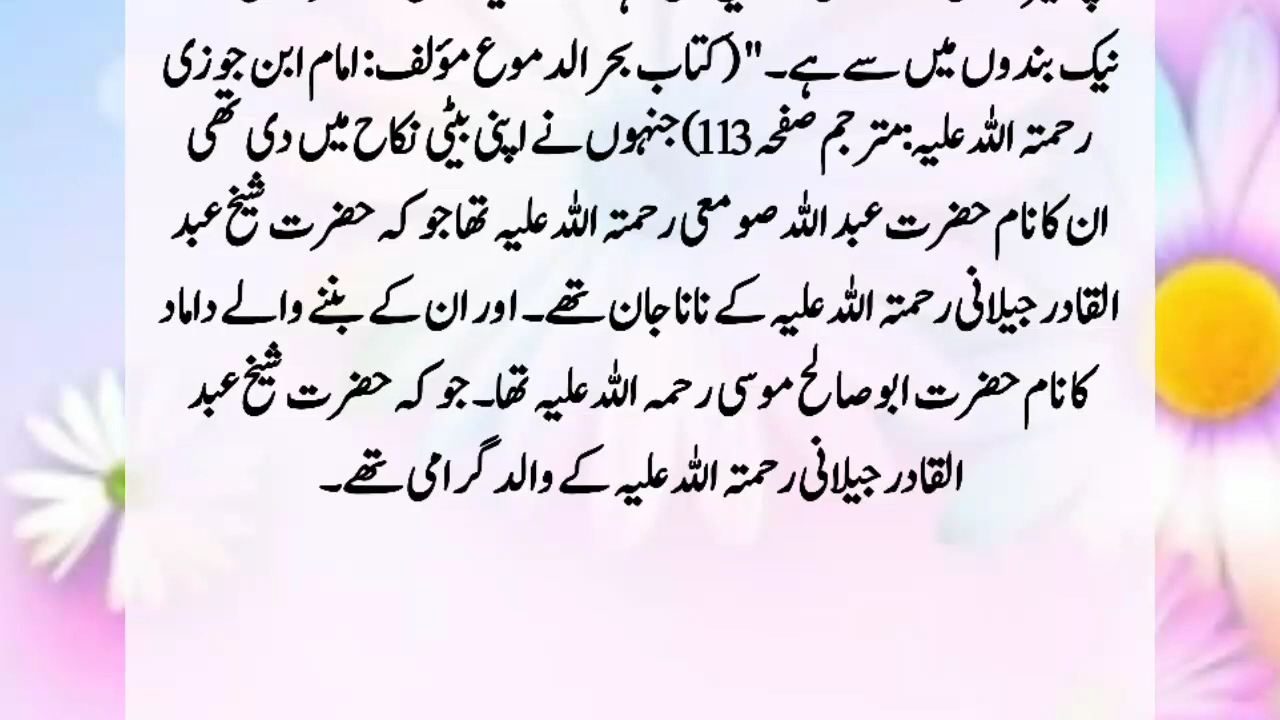 نیک بندوں میں سے ہے۔"(کتاب بحر الدموع مؤلف: امام ابن جوزی
رحمتہ اللہ علیہ:مترجم صفحہ 113)جنہوں نے اپنی بیٹی نکاح میں دی تھی
ان کا نام حضرت عبد اللہ صومعی رحمتہ اللہ علیہ تھا جو کہ حضرت شیخ عبد
القادر جیلانی رحمتہ اللہ علیہ کے نانا جان تھے۔ اور ان کے بننے والے داماد
کا نام حضرت ابو صالح موسی رحمہ اللہ علیہ تھا۔ جو کہ حضرت شیخ عبد
القادر جیلانی رحمتہ اللہ علیہ کے والد گرامی تھے۔